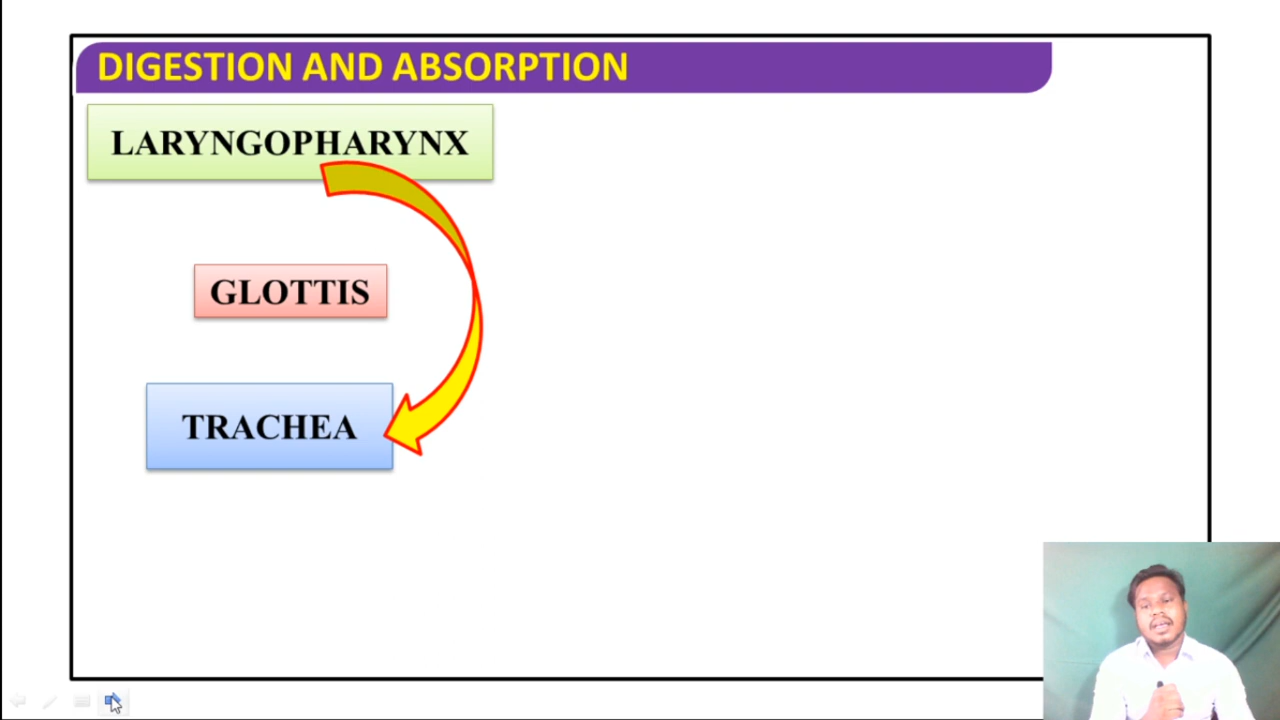 DIGESTION AND ABSORPTION
LARYNGOPHARYNX
GLOTTIS
TRACHEA